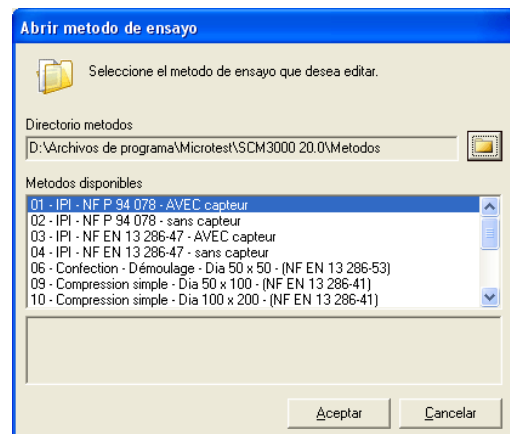 Abrir metodo de ensayo
Seleccione el metodo de ensayo que desea editar.
Directorio metodos
D:\Archivos de programa\Microtest\SCM3000 20.0\Metodos
Metodos disponibles
01 - IPI - NF P 94 078 - AVEC capteur
02 - IPI - NF P 94 078 - sans capteur
03 - IPI - NF EN 13 286-47 - AVEC capteur
04 - IPI - NF EN 13 286-47 - sans capteur
06 - Confection - Démoulage - Dia 50 x 50 - (NF EN 13 286-53)
09 - Compression simple - Dia 50 x 100 - (NF EN 13 286-41)
10 - Compression simple - Dia 100 x 200 - (NF EN 13 286-41)
Aceptar
Cancelar